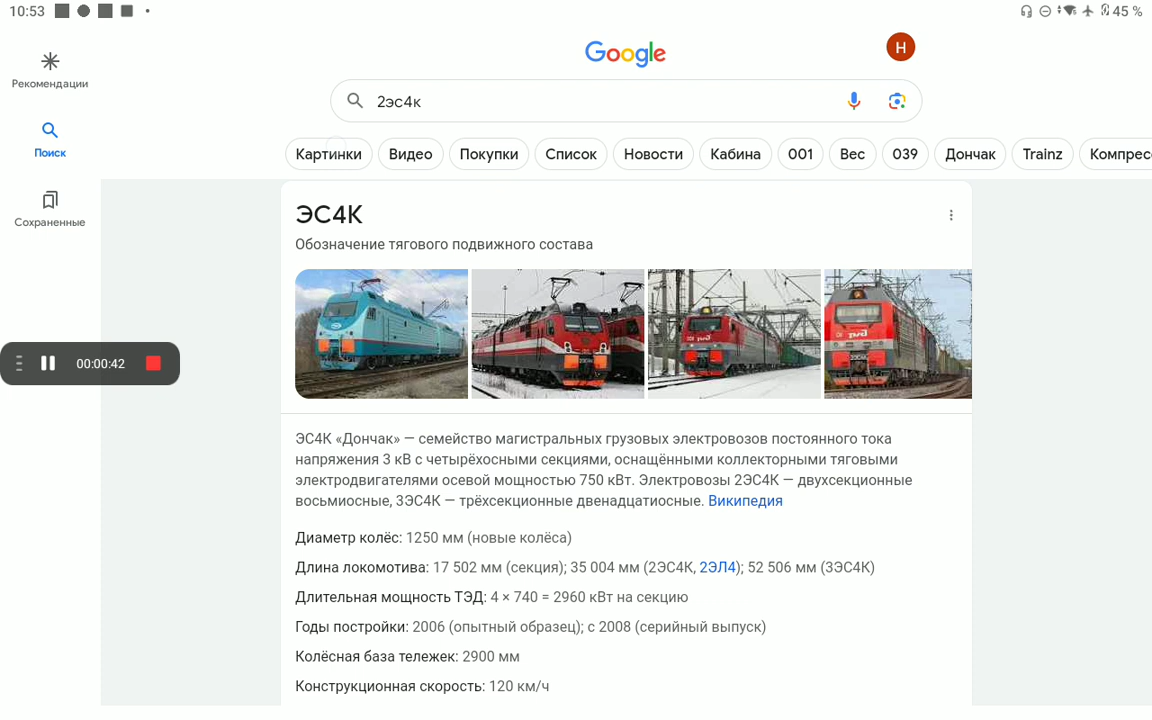 10:53
45 %
Google
Н
Рекомендации
2эс4к
Поиск
Картинки Видео Покупки Список Новости Кабина 001 Вес 039 Дончак Trainz Компресс
Сохраненные
ЭС4К
Обозначение тягового подвижного состава
00:00:42
ЭС4К «Дончак» — семейство магистральных грузовых электровозов постоянного тока
напряжения 3 кВ с четырёхосными секциями, оснащёнными коллекторными тяговыми
электродвигателями осевой мощностью 750 кВт. Электровозы 2ЭС4К — двухсекционные
восьмиосные, 3ЭС4К — трёхсекционные двенадцатиосные. Википедия
Диаметр колёс: 1250 мм (новые колёса)
Длина локомотива: 17 502 мм (секция); 35 004 мм (2ЭС4К, 2ЭЛ4); 52 506 мм (3ЭС4К)
Длительная мощность ТЭД: 4 × 740 = 2960 кВт на секцию
Годы постройки: 2006 (опытный образец); с 2008 (серийный выпуск)
Колёсная база тележек: 2900 мм
Конструкционная скорость: 120 км/ч